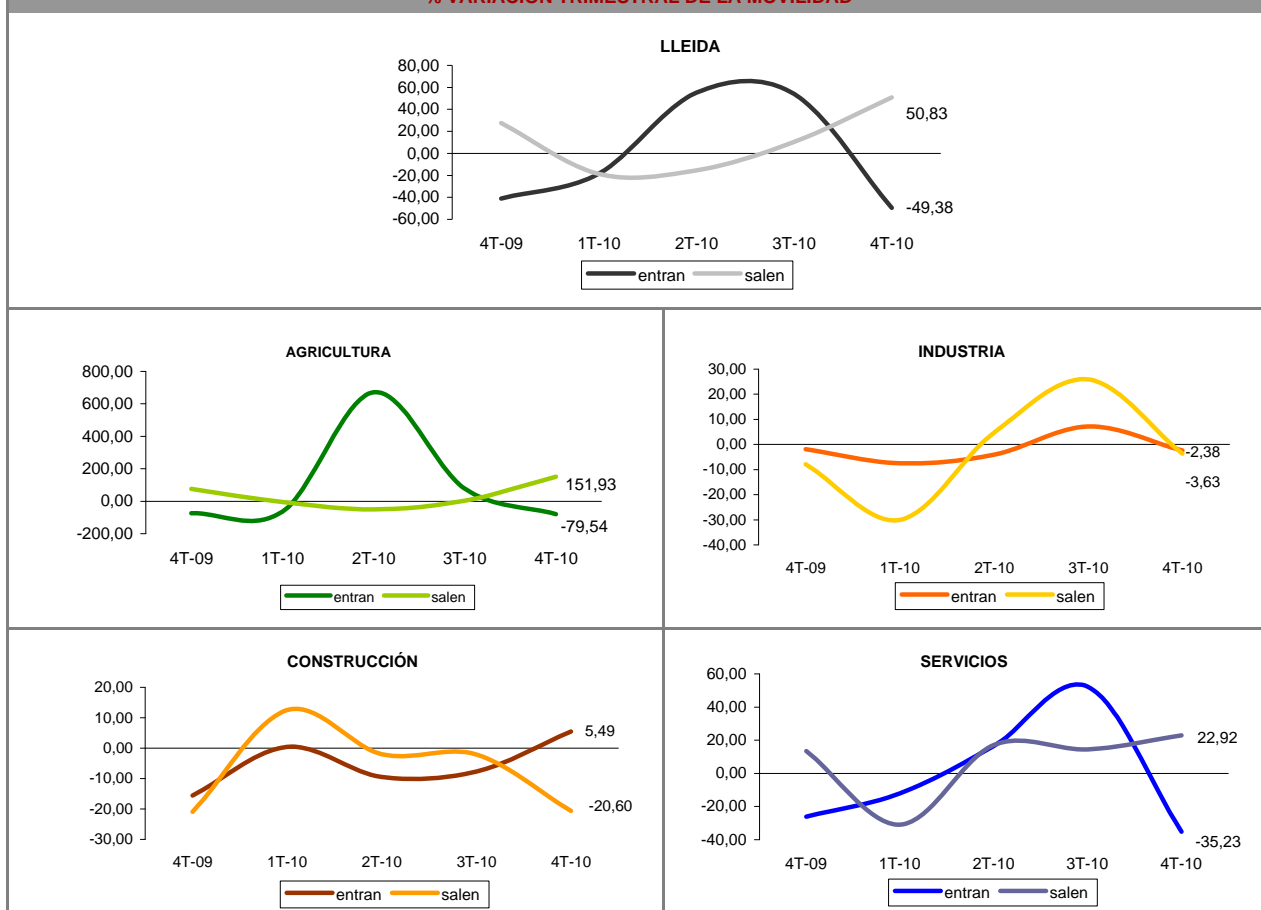 % VARIACIÓN TRIMESTRAL DE LA MOVILIDAD
LLEIDA
80,00
60,00
40,00
20,00
0,00
-20,00
-40,00
-60,00
50,83
-49,38
4T-09 1T-10 2T-10 3T-10 4T-10
entran salen
AGRICULTURA
800,00
600,00
400,00
200,00
0,00
-200,00
151,93
-79,54
4T-09 1T-10 2T-10 3T-10 4T-10
entran salen
INDUSTRIA
30,00
20,00
10,00
0,00
-10,00
-20,00
-30,00
-40,00
-2,38
-3,63
4T-09 1T-10 2T-10 3T-10 4T-10
entran salen
CONSTRUCCIÓN
20,00
10,00
0,00
-10,00
-20,00
-30,00
5,49
-20,60
4T-09 1T-10 2T-10 3T-10 4T-10
entran salen
SERVICIOS
60,00
40,00
20,00
0,00
-20,00
-40,00
22,92
-35,23
4T-09 1T-10 2T-10 3T-10 4T-10
entran salen